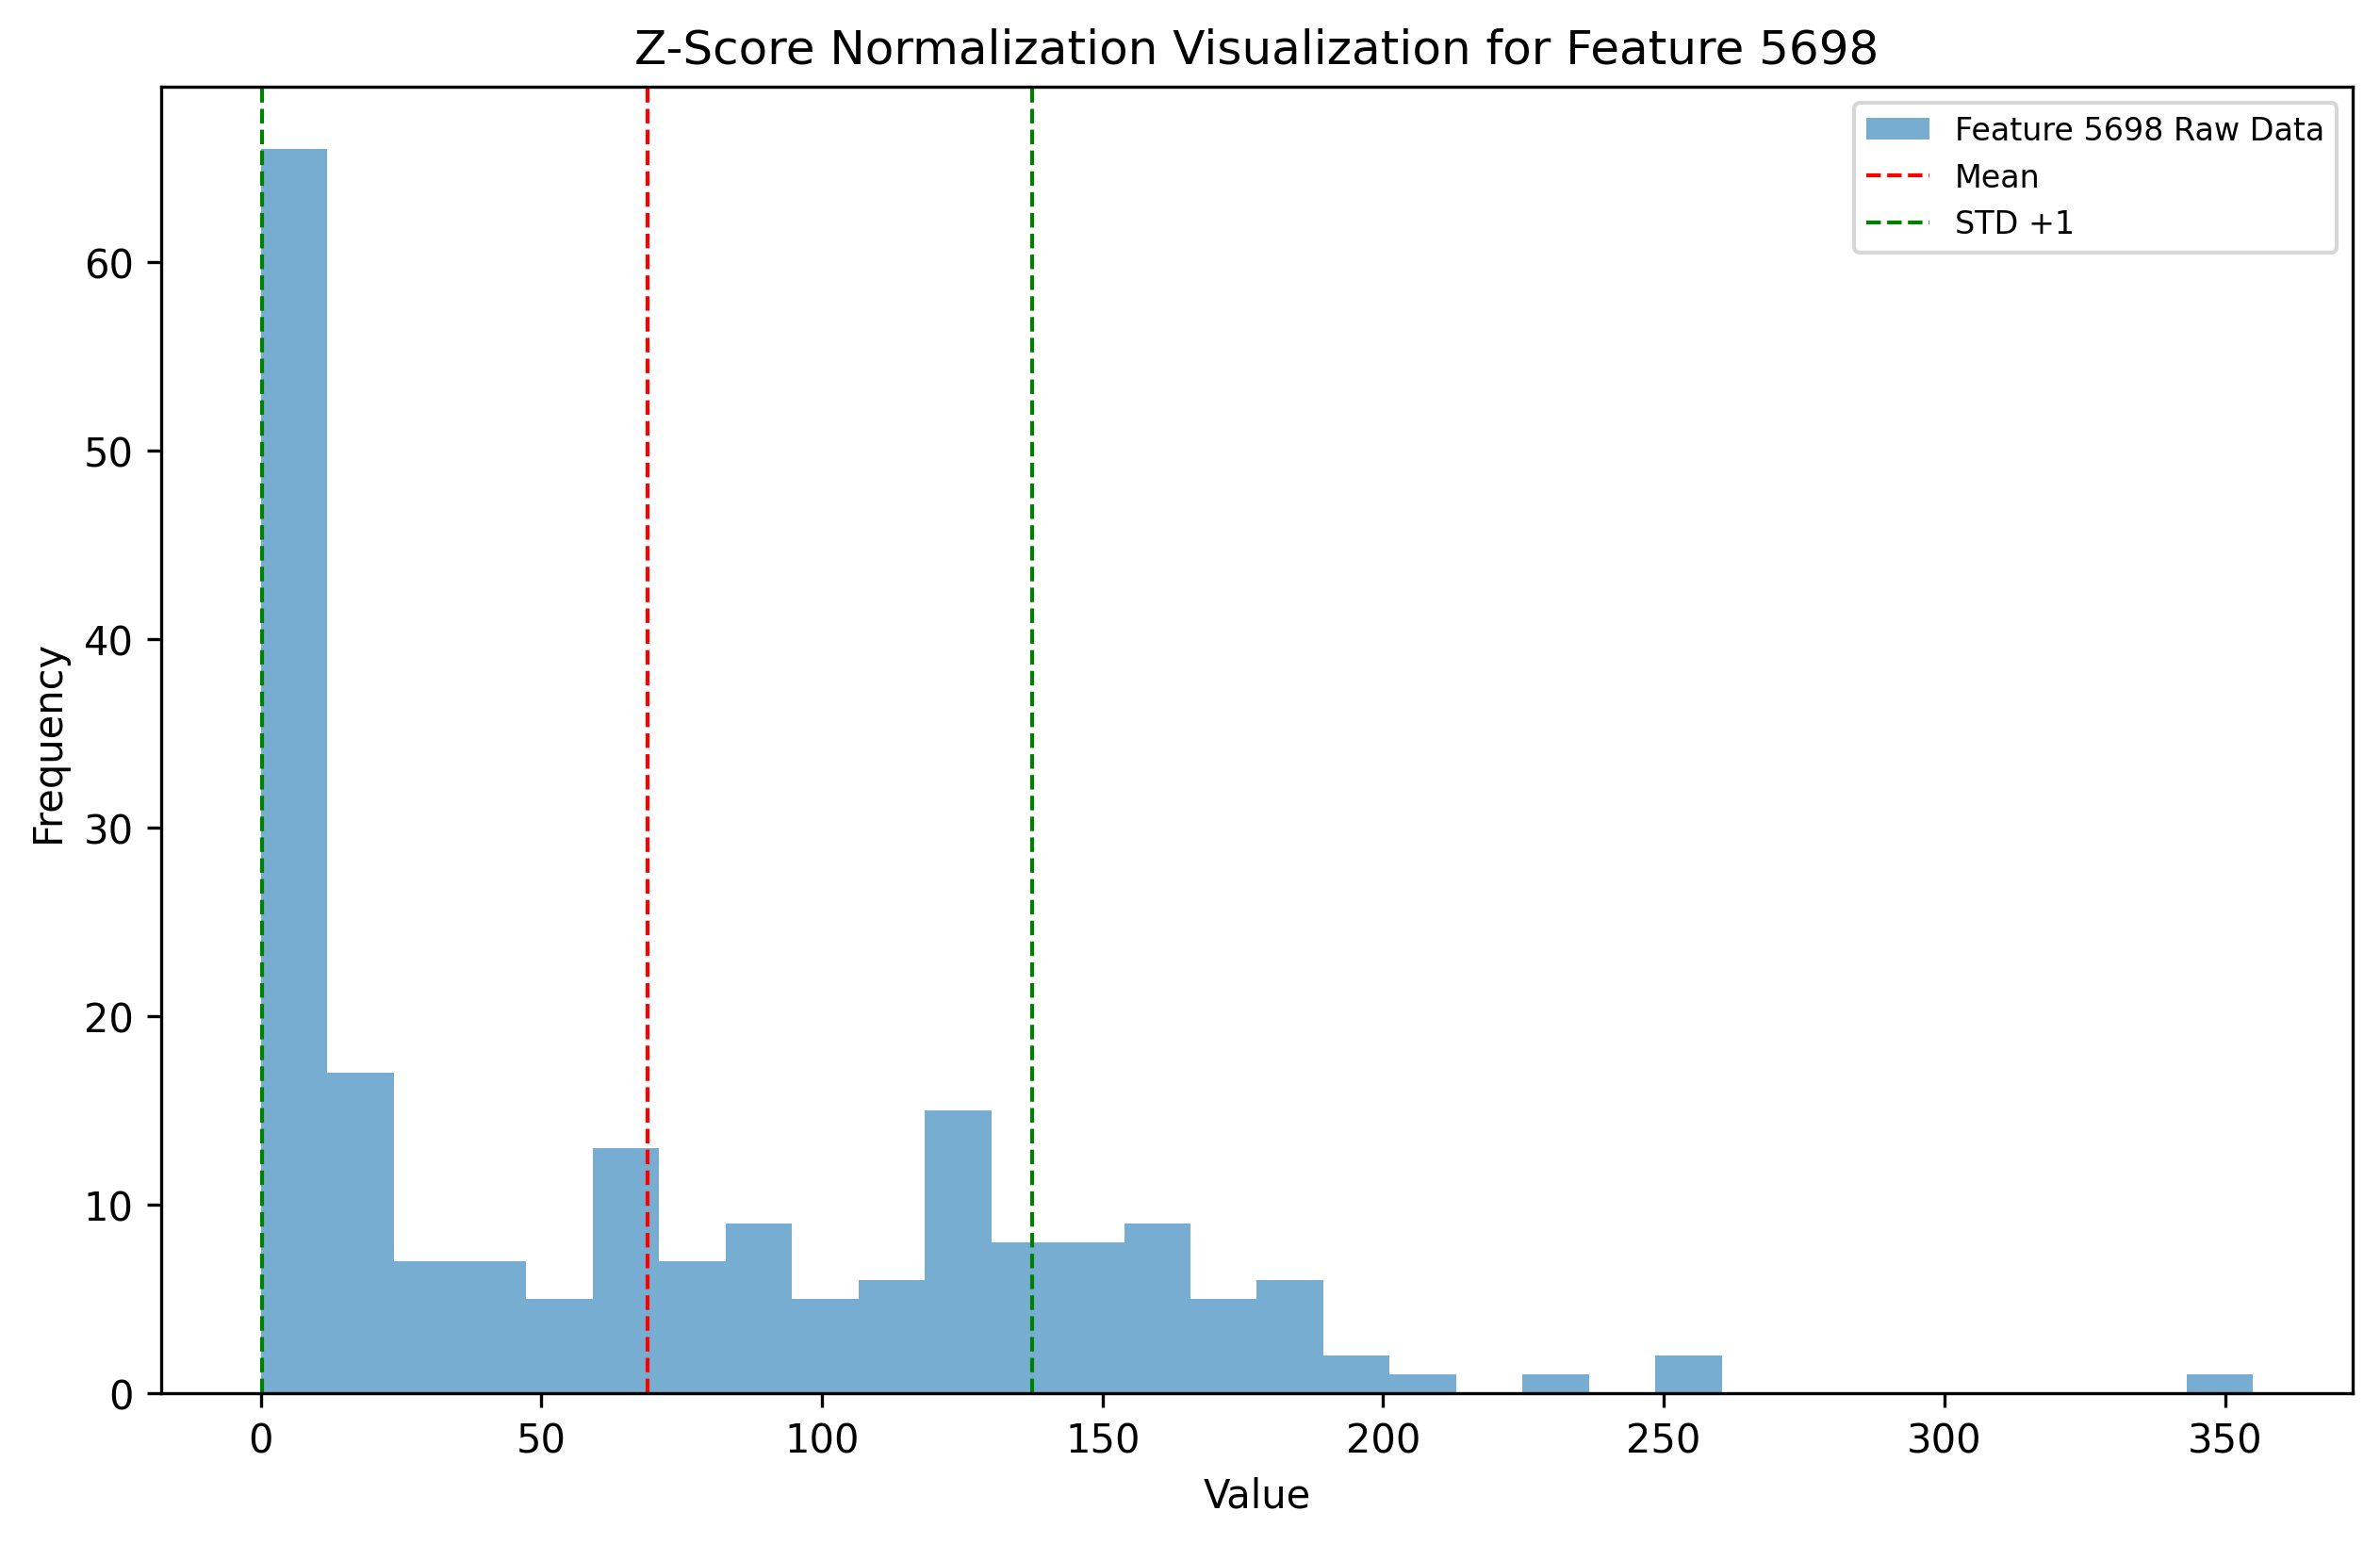 Z-Score Normalization Visualization for Feature 5698
Feature 5698 Raw Data
Mean
STD +1
60
50
40
30
20
10
0
Frequency
0 50 100 150 200 250 300 350
Value